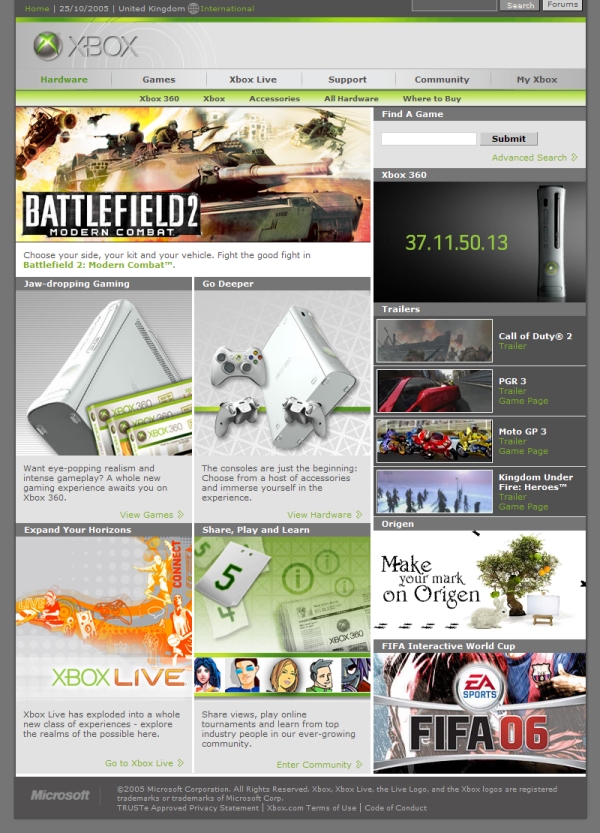 Home | 25/10/2005 | United Kingdom International
Search
Forums
XBOX
Hardware Games Xbox Live Support Community My Xbox
Xbox 360 Xbox Accessories All Hardware Where to Buy
BATTLEFIELD 2
MODERN COMBAT
Choose your side, your kit and your vehicle. Fight the good fight in
Battlefield 2: Modern Combat™.
Find A Game
Submit
Advanced Search
Xbox 360
37.11.50.13
Trailers
Call of Duty® 2
Trailer
PGR 3
Trailer
Game Page
Moto GP 3
Trailer
Game Page
Kingdom Under
Fire: Heroes™
Trailer
Game Page
Jaw-dropping Gaming
XBOX 360
XBOX 360
XBOX 360
Want eye-popping realism and
intense gameplay? A whole new
gaming experience awaits you on
Xbox 360.
View Games
Go Deeper
The consoles are just the beginning:
Choose from a host of accessories
and immerse yourself in the
experience.
View Hardware
Expand Your Horizons
CONNECT
LIVE
XBOX LIVE
Xbox Live has exploded into a whole
new class of experiences - explore
the realms of the possible here.
Go to Xbox Live
Share, Play and Learn
5
XBOX 360
Share views, play online
tournaments and learn from top
industry people in our ever-growing
community.
Enter Community
Origen
Make
your mark
on Origen
FIFA Interactive World Cup
EA
SPORTS
FIFA 06
Microsoft
©2005 Microsoft Corporation. All Rights Reserved. Xbox, Xbox Live, the Live Logo, and the Xbox logos are registered
trademarks or trademarks of Microsoft Corp.
TRUSTe Approved Privacy Statement | Xbox.com Terms of Use | Code of Conduct